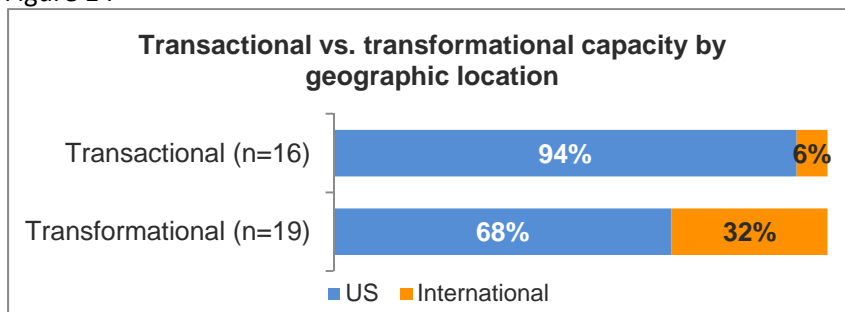 Transactional vs. transformational capacity by
geographic location
Transactional (n=16)
94%
6%
Transformational (n=19)
68%
32%
US
International